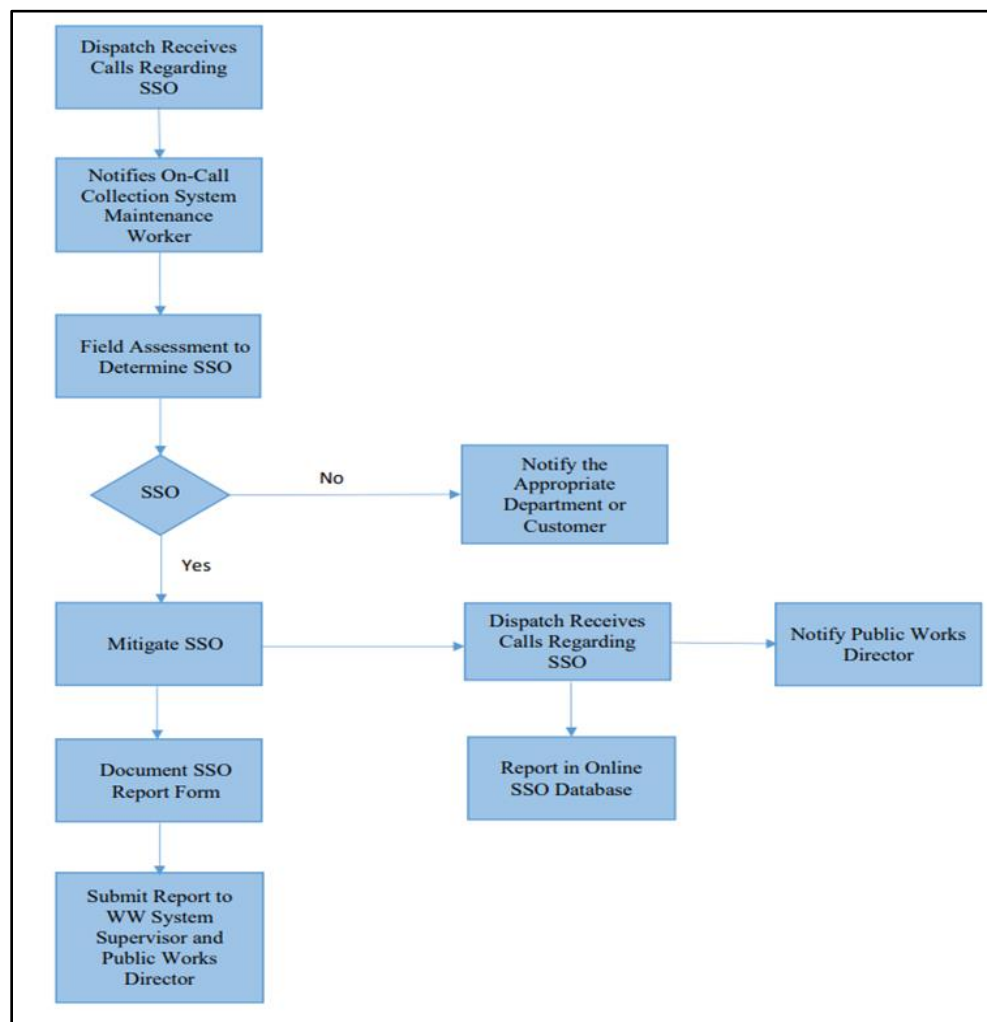 Dispatch Receives
Calls Regarding
SSO
Notifies On-Call
Collection System
Maintenance
Worker
Field Assessment to
Determine SSO
SSO
No
Notify the
Appropriate
Department or
Customer
Yes
Mitigate SSO
Dispatch Receives
Calls Regarding
SSO
Notify Public Works
Director
Document SSO
Report Form
Report in Online
SSO Database
Submit Report to
WW System
Supervisor and
Public Works
Director